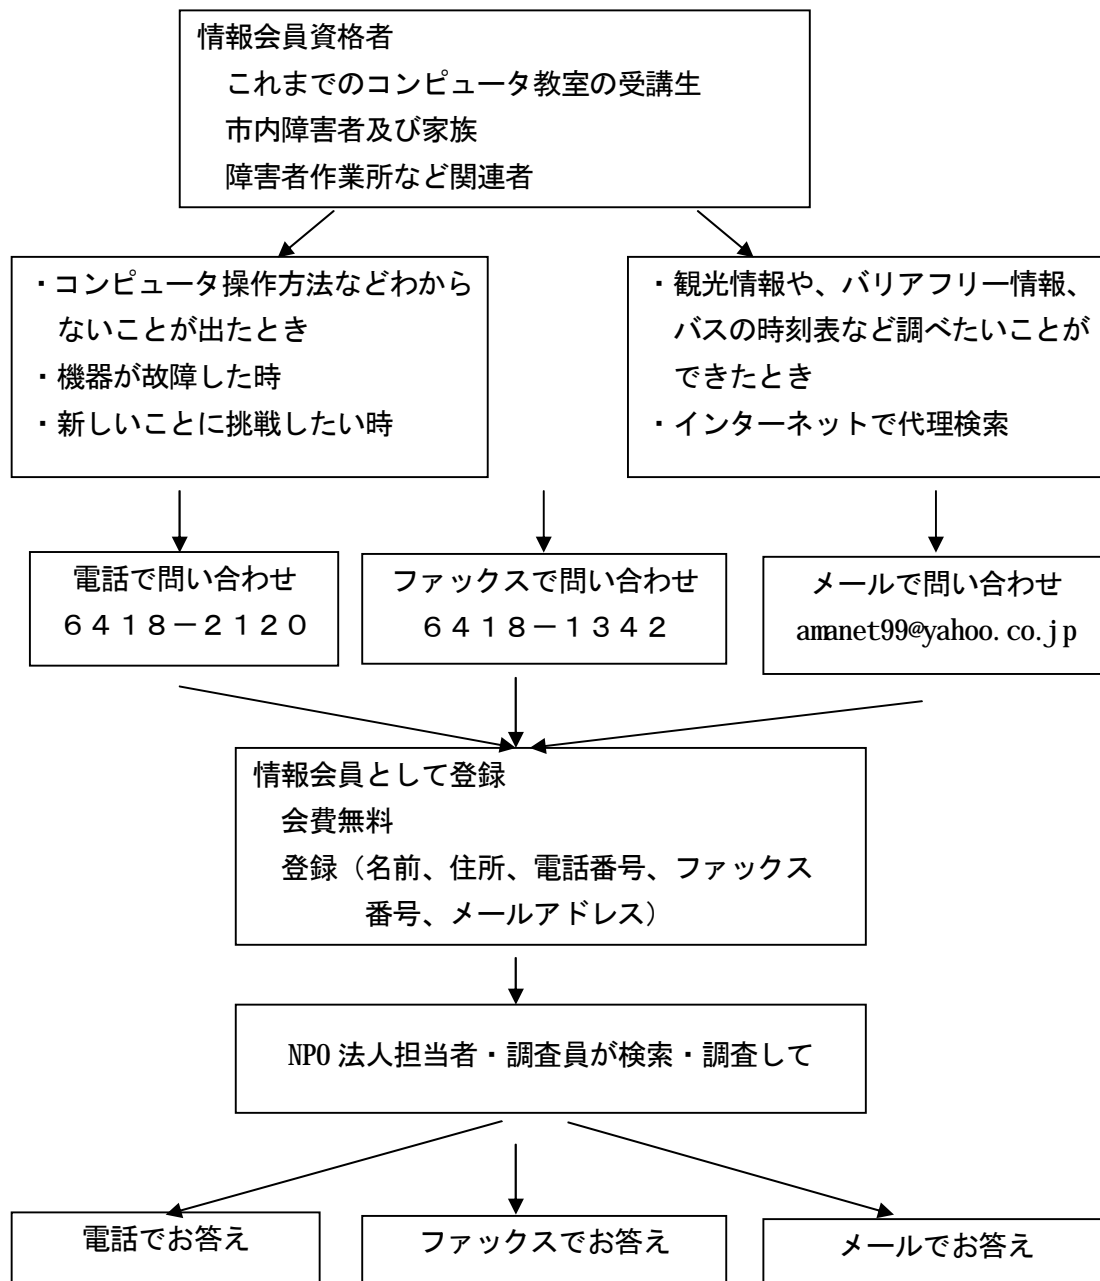 情報会員資格者
これまでのコンピュータ教室の受講生
市内障害者及び家族
障害者作業所など関連者
・コンピュータ操作方法などわから
ないことが出たとき
・機器が故障した時
・新しいことに挑戦したい時
・観光情報や、バリアフリー情報、
バスの時刻表など調べたいことが
できたとき
・インターネットで代理検索
電話で問い合わせ
６４１８－２１２０
ファックスで問い合わせ
６４１８－１３４２
メールで問い合わせ
amanet99@yahoo.co.jp
情報会員として登録
会費無料
登録（名前、住所、電話番号、ファックス
番号、メールアドレス）
NPO 法人担当者・調査員が検索・調査して
電話でお答え
ファックスでお答え
メールでお答え